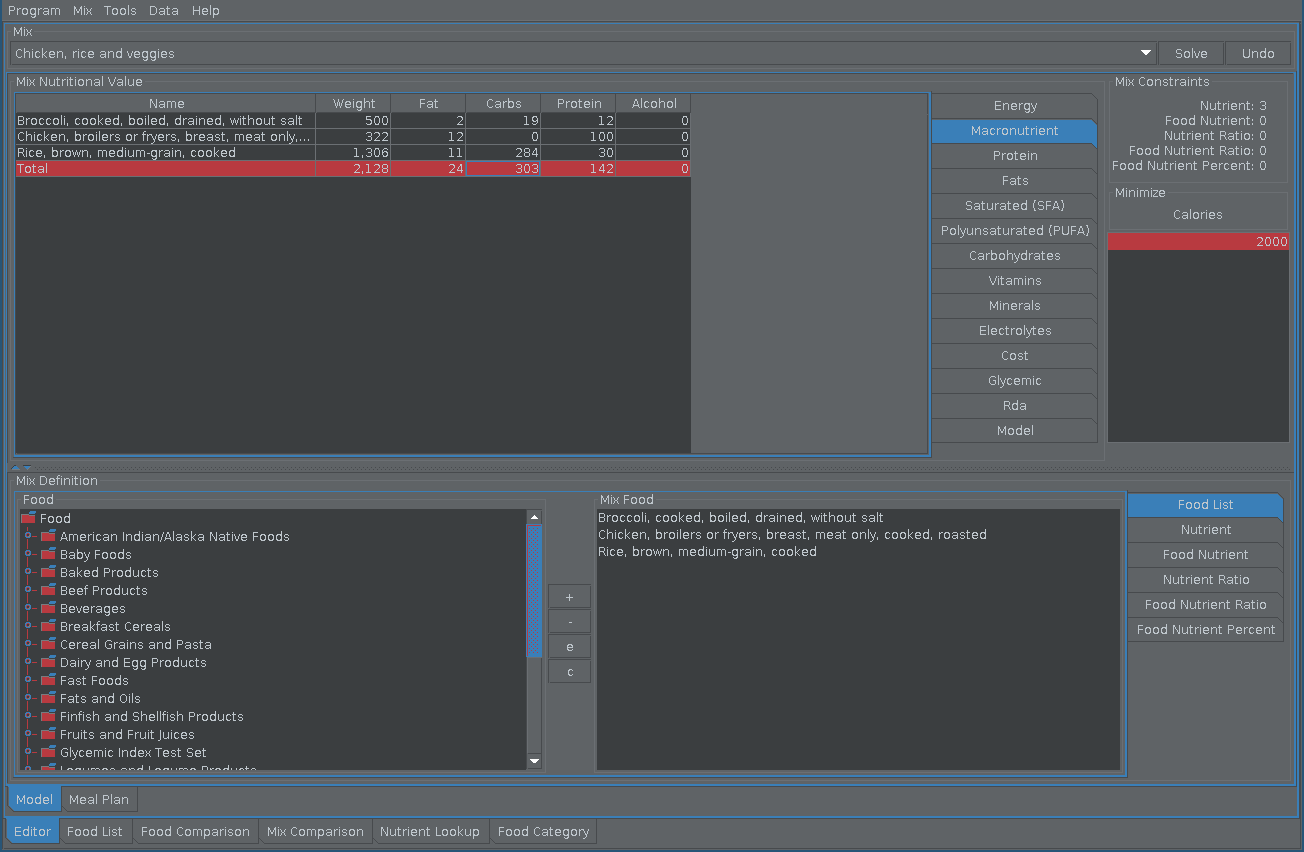 Program Mix Tools Data Help
Mix
Chicken, rice and veggies Solve Undo
Mix Nutritional Value
Name Weight Fat Carbs Protein Alcohol
Broccoli, cooked, boiled, drained, without salt 500 2 19 12 0
Chicken, broilers or fryers, breast, meat only,... 322 12 0 100 0
Rice, brown, medium-grain, cooked 1,306 11 284 30 0
Total 2,128 24 303 142 0
Energy
Macronutrient
Protein
Fats
Saturated (SFA)
Polyunsaturated (PUFA)
Carbohydrates
Vitamins
Minerals
Electrolytes
Cost
Glycemic
Rda
Model
Mix Constraints
Nutrient: 3
Food Nutrient: 0
Nutrient Ratio: 0
Food Nutrient Ratio: 0
Food Nutrient Percent: 0
Minimize
Calories
2000
Mix Definition
Food
Food
American Indian/Alaska Native Foods
Baby Foods
Baked Products
Beef Products
Beverages
Breakfast Cereals
Cereal Grains and Pasta
Dairy and Egg Products
Fast Foods
Fats and Oils
Finfish and Shellfish Products
Fruits and Fruit Juices
Glycemic Index Test Set
Legumes and Legume Products
+
-
e
c
Mix Food
Broccoli, cooked, boiled, drained, without salt
Chicken, broilers or fryers, breast, meat only, cooked, roasted
Rice, brown, medium-grain, cooked
Food List
Nutrient
Food Nutrient
Nutrient Ratio
Food Nutrient Ratio
Food Nutrient Percent
Model Meal Plan
Editor Food List Food Comparison Mix Comparison Nutrient Lookup Food Category